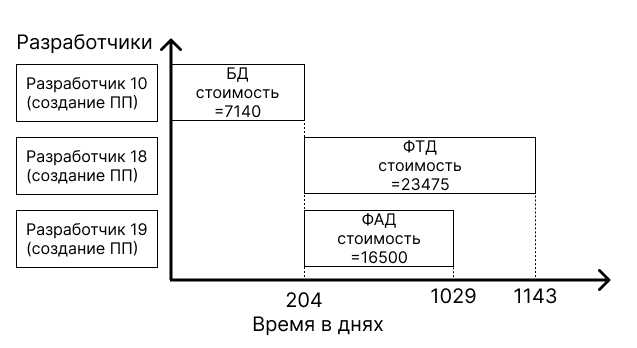 Разработчики
Разработчик 10
(создание ПП)
БД
стоимость
=7140
Разработчик 18
(создание ПП)
ФТД
стоимость
=23475
Разработчик 19
(создание ПП)
ФАД
стоимость
=16500
204
1029
1143
Время в днях